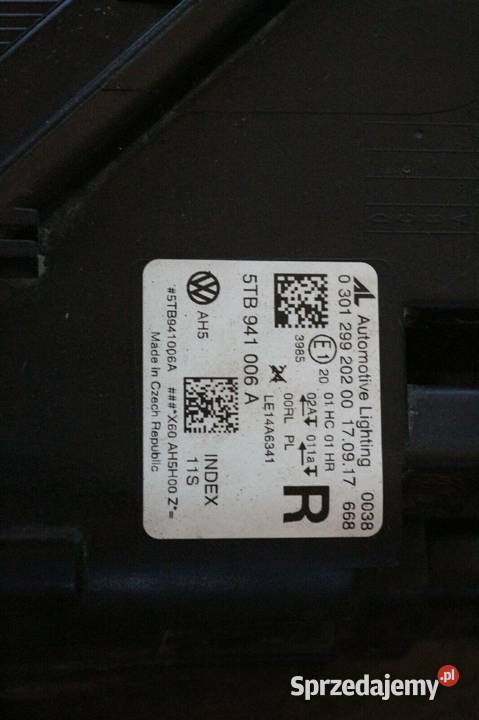 AL Automotive Lighting 0038
0 301 299 202 00 17.09.17 668
E1 20 01 HC 01 HR
3985 02A 011a
00RL PL
LE14A6341
R
5TB 941 006 A
AH5
INDEX
11S
#5TB941006A ###*X60 AH5H00 Z*=
Made in Czech Republic
Sprzedajemy.pl